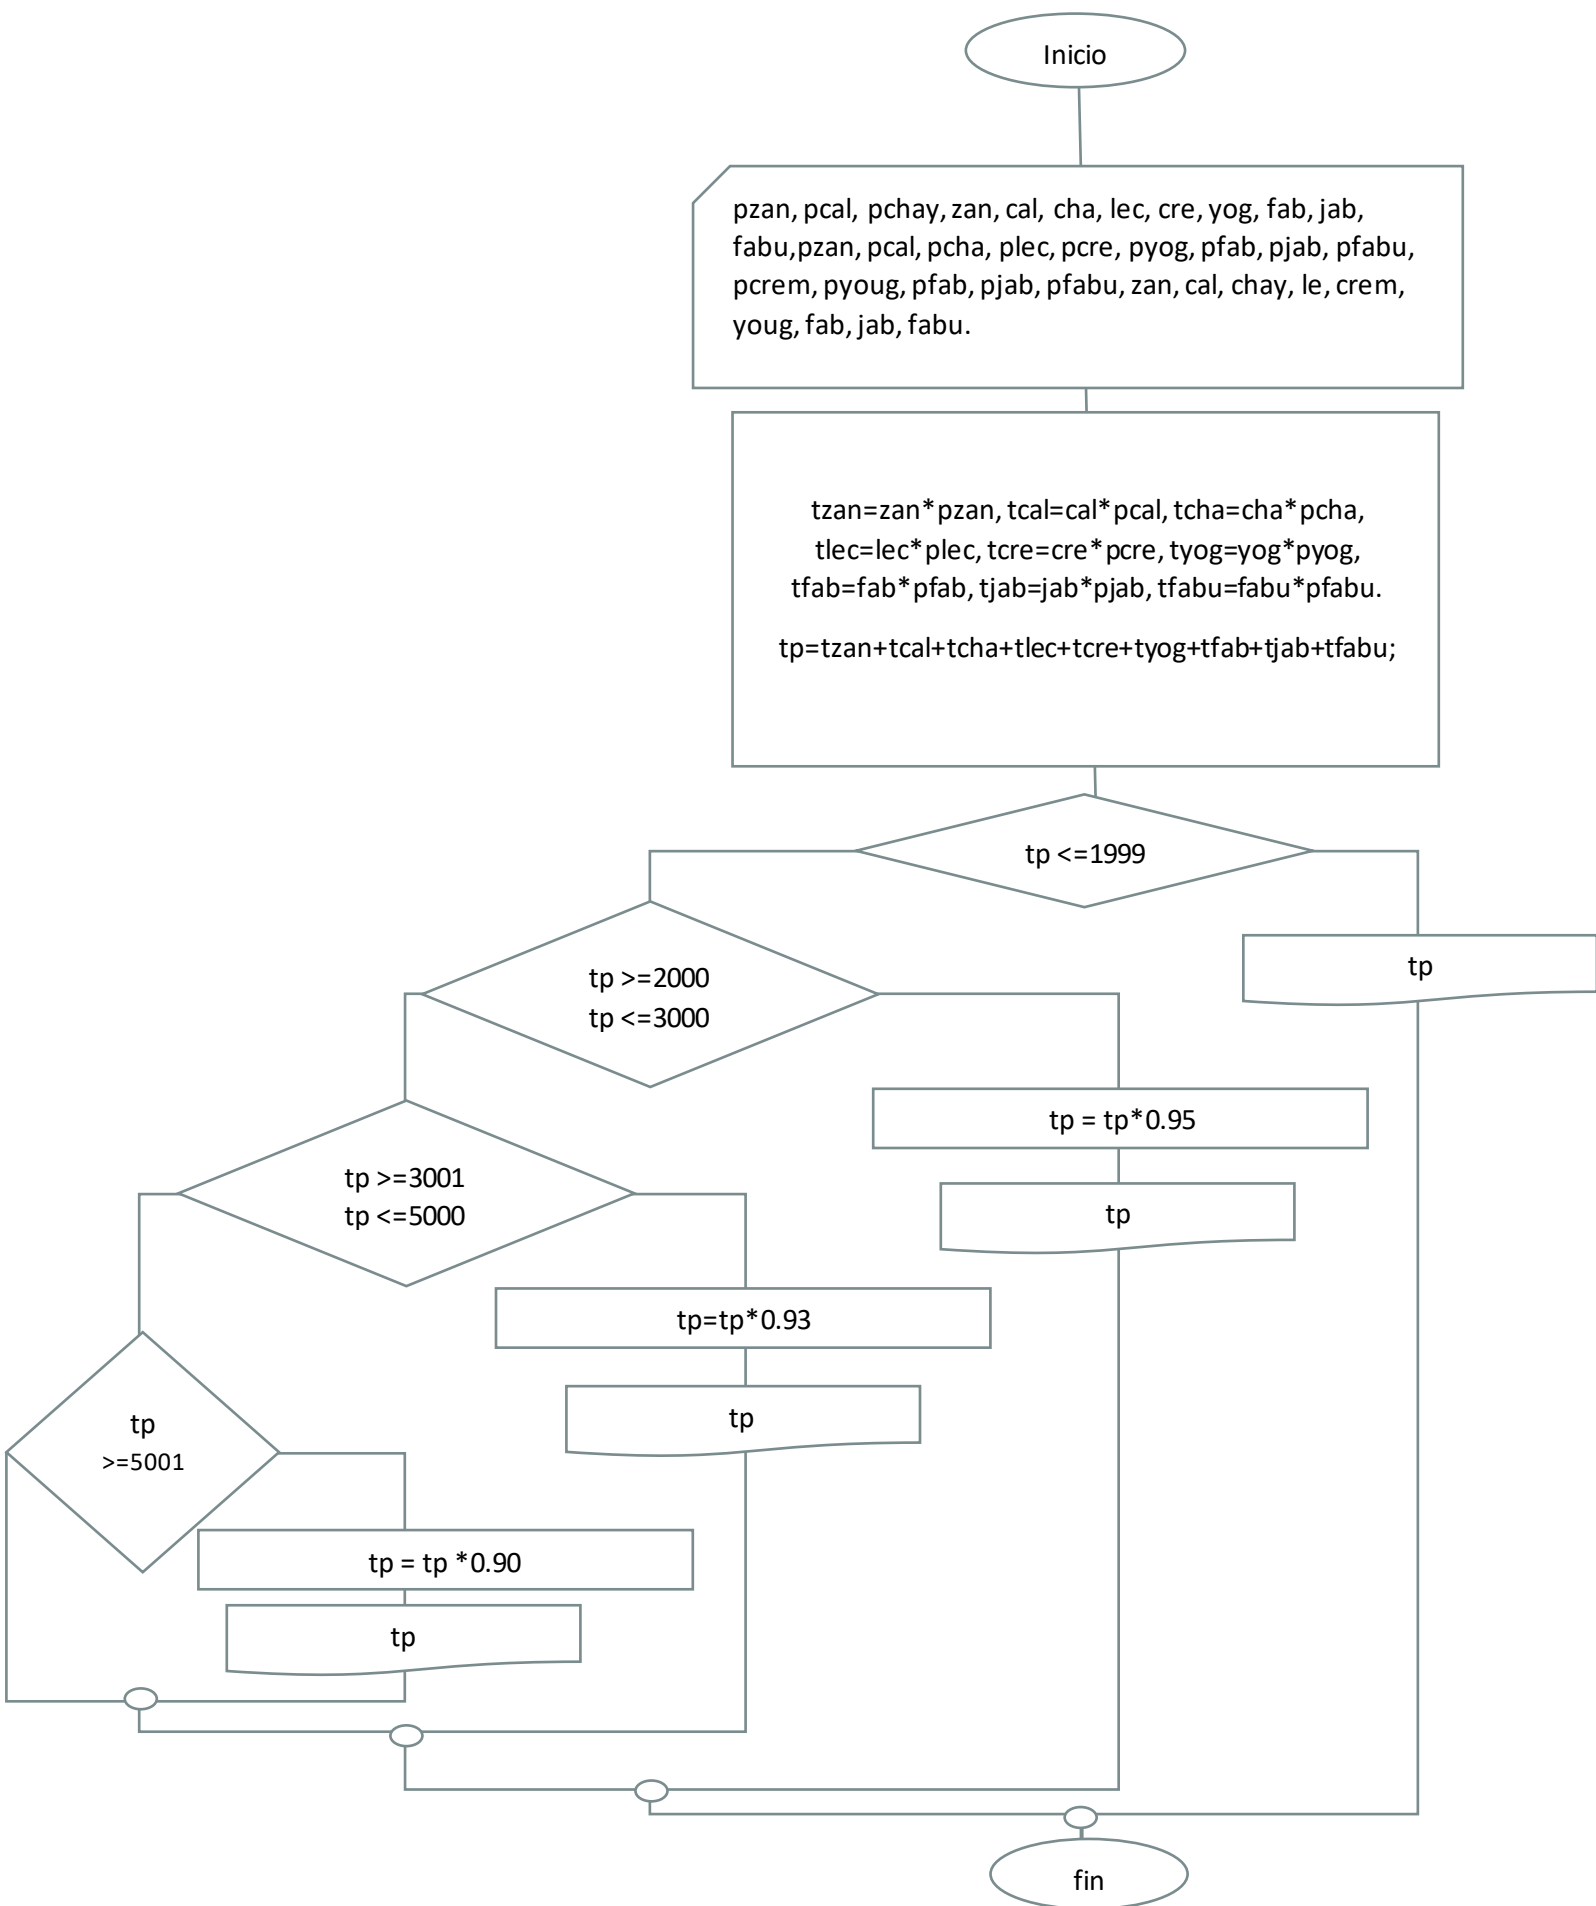 Inicio
pzan, pcal, pchay, zan, cal, cha, lec, cre, yog, fab, jab,
fabu,pzan, pcal, pcha, plec, pcre, pyog, pfab, pjab, pfabu,
pcrem, pyoug, pfab, pjab, pfabu, zan, cal, chay, le, crem,
youg, fab, jab, fabu.
tzan=zan*pzan, tcal=cal*pcal, tcha=cha*pcha,
tlec=lec*plec, tcre=cre*pcre, tyog=yog*pyog,
tfab=fab*pfab, tjab=jab*pjab, tfabu=fabu*pfabu.
tp=tzan+tcal+tcha+tlec+tcre+tyog+tfab+tjab+tfabu;
tp <=1999
tp
tp >=2000
tp <=3000
tp = tp*0.95
tp
tp >=3001
tp <=5000
tp=tp*0.93
tp
tp
>=5001
tp = tp *0.90
tp
fin